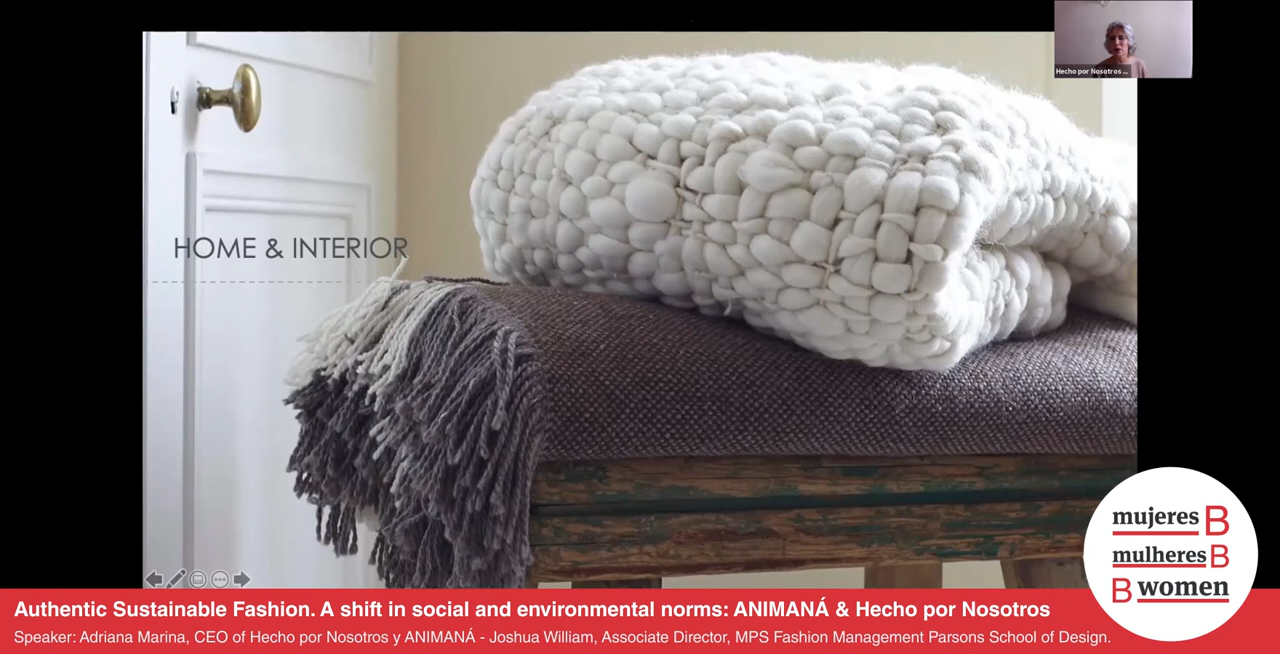 Hecho por Nosotros ...
HOME & INTERIOR
mujeres B
mulheres B
B women
Authentic Sustainable Fashion. A shift in social and environmental norms: ANIMANÁ & Hecho por Nosotros
Speaker: Adriana Marina, CEO of Hecho por Nosotros y ANIMANÁ - Joshua William, Associate Director, MPS Fashion Management Parsons School of Design.